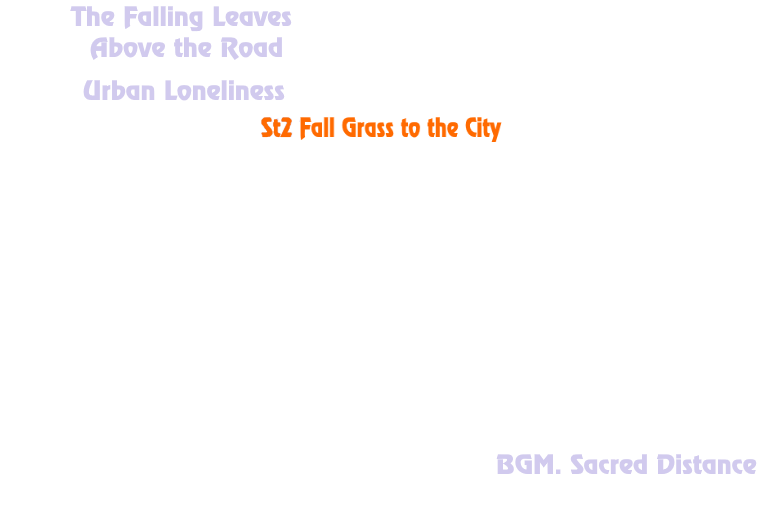 The Falling Leaves
Above the Road
Urban Loneliness
St2 Fall Grass to the City
BGM. Sacred Distance